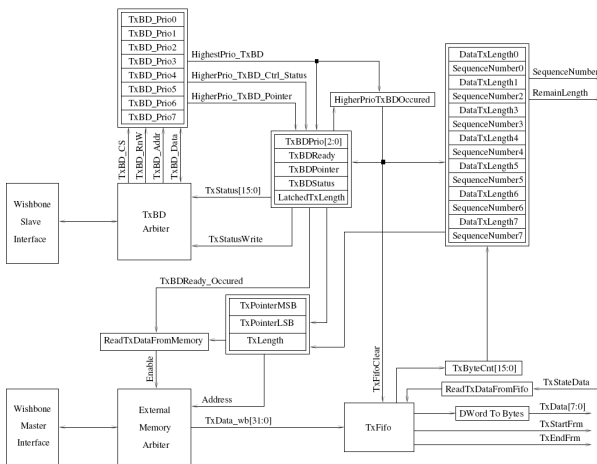 TxBD_Prio0
TxBD_Prio1
TxBD_Prio2
TxBD_Prio3
TxBD_Prio4
TxBD_Prio5
TxBD_Prio6
TxBD_Prio7
HighestPrio_TxBD
HigherPrio_TxBD_Ctrl_Status
HigherPrio_TxBD_Pointer
HigherPrioTxBDOccured
DataTxLength0
SequenceNumber0
DataTxLength1
SequenceNumber2
DataTxLength3
SequenceNumber3
DataTxLength4
SequenceNumber4
DataTxLength5
SequenceNumber5
DataTxLength6
SequenceNumber6
DataTxLength7
SequenceNumber7
SequenceNumber
RemainLength
TxBD_CS
TxBD_RnW
TxBD_Addr
TxBD_Data
TxBDPrio[2:0]
TxBDReady
TxBDPointer
TxBDStatus
LatchedTxLength
Wishbone
Slave
Interface
TxBD
Arbiter
TxStatus[15:0]
TxStatusWrite
TxBDReady_Occured
TxPointerMSB
TxPointerLSB
TxLength
ReadTxDataFromMemory
Enable
TxFifoClear
TxByteCnt[15:0]
ReadTxDataFromFifo
TxStateData
Wishbone
Master
Interface
External
Memory
Arbiter
Address
TxData_wb[31:0]
TxFifo
DWord To Bytes
TxData[7:0]
TxStartFrm
TxEndFrm